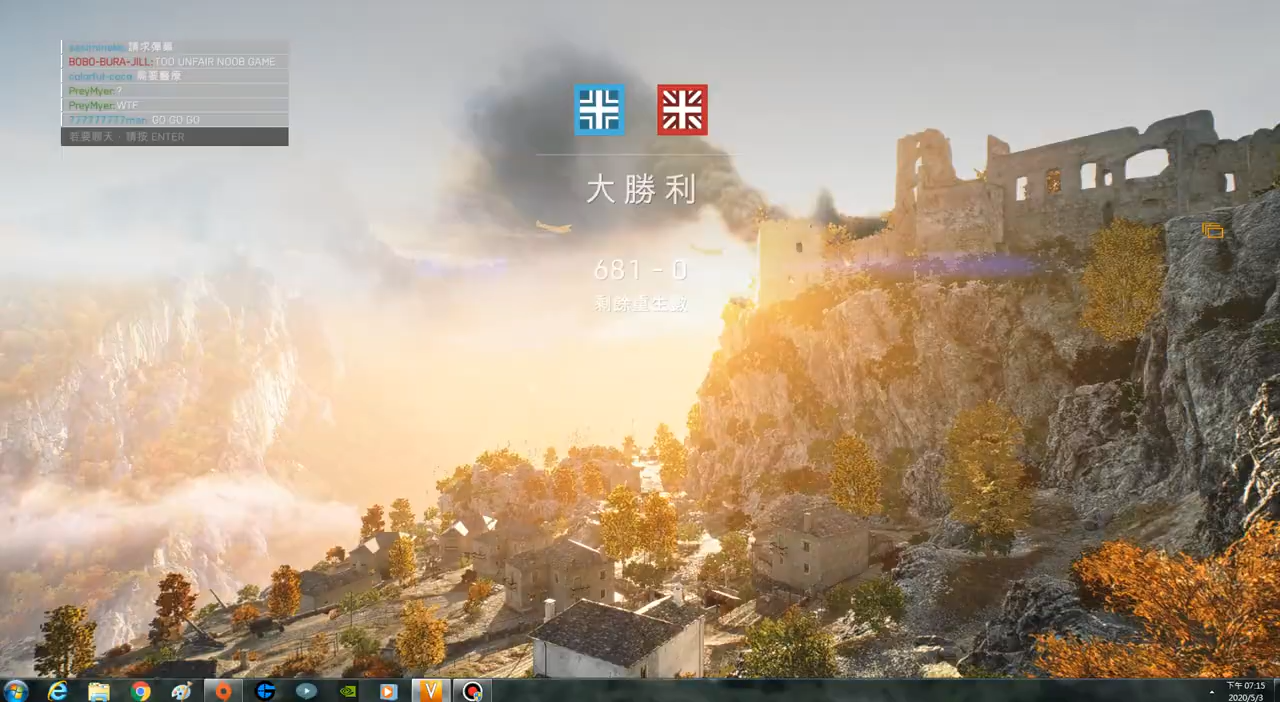 請求彈藥
BOBO-BURA-JILL: TOO UNFAIR NOOB GAME
colorful-coco: 需要醫療
PreyMyer: ?
PreyMyer: WTF
GO GO GO
若要聊天，請按 ENTER
大勝利
681 - 0
剩餘重生數
下午 07:15
2020/5/3